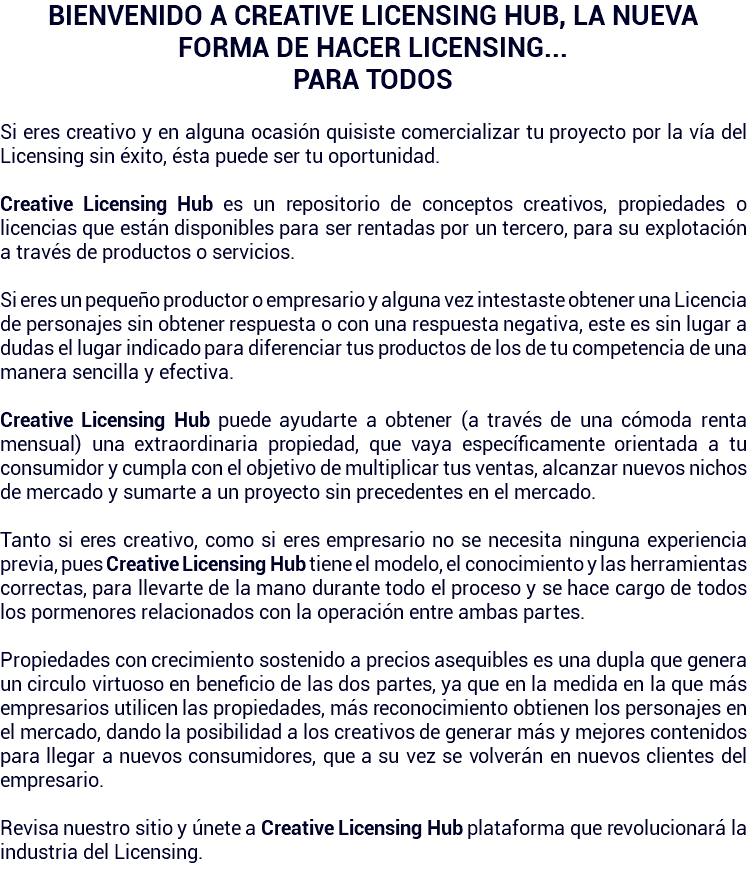 BIENVENIDO A CREATIVE LICENSING HUB, LA NUEVA
FORMA DE HACER LICENSING...
PARA TODOS
Si eres creativo y en alguna ocasión quisiste comercializar tu proyecto por la vía del
Licensing sin éxito, ésta puede ser tu oportunidad.
Creative Licensing Hub es un repositorio de conceptos creativos, propiedades o
licencias que están disponibles para ser rentadas por un tercero, para su explotación
a través de productos o servicios.
Si eres un pequeño productor o empresario y alguna vez intestaste obtener una Licencia
de personajes sin obtener respuesta o con una respuesta negativa, este es sin lugar a
dudas el lugar indicado para diferenciar tus productos de los de tu competencia de una
manera sencilla y efectiva.
Creative Licensing Hub puede ayudarte a obtener (a través de una cómoda renta
mensual) una extraordinaria propiedad, que vaya específicamente orientada a tu
consumidor y cumpla con el objetivo de multiplicar tus ventas, alcanzar nuevos nichos
de mercado y sumarte a un proyecto sin precedentes en el mercado.
Tanto si eres creativo, como si eres empresario no se necesita ninguna experiencia
previa, pues Creative Licensing Hub tiene el modelo, el conocimiento y las herramientas
correctas, para llevarte de la mano durante todo el proceso y se hace cargo de todos
los pormenores relacionados con la operación entre ambas partes.
Propiedades con crecimiento sostenido a precios asequibles es una dupla que genera
un circulo virtuoso en beneficio de las dos partes, ya que en la medida en la que más
empresarios utilicen las propiedades, más reconocimiento obtienen los personajes en
el mercado, dando la posibilidad a los creativos de generar más y mejores contenidos
para llegar a nuevos consumidores, que a su vez se volverán en nuevos clientes del
empresario.
Revisa nuestro sitio y únete a Creative Licensing Hub plataforma que revolucionará la
industria del Licensing.